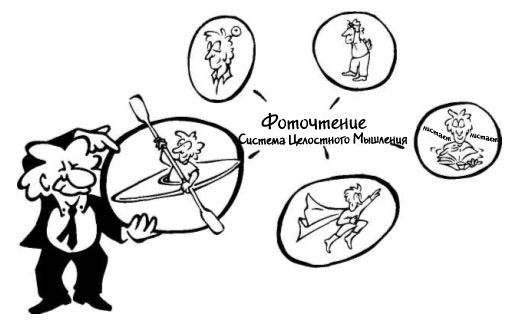 Фоточтение
Система Целостного Мышления
листает листает